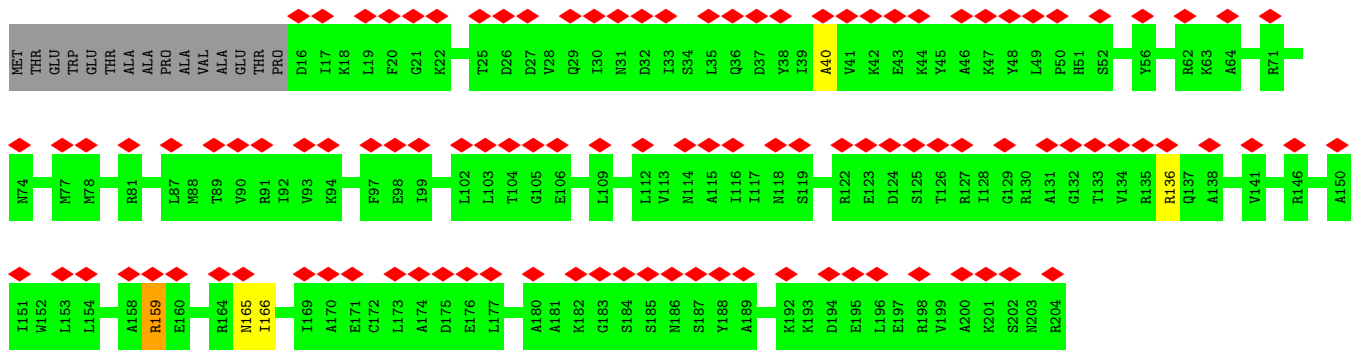 MET THR GLU TRP GLU THR ALA ALA PRO ALA VAL ALA GLU THR PRO D16 I17 K18 L19 F20 G21 K22 T25 D26 D27 V28 Q29 I30 N31 D32 I33 S34 L35 Q36 D37 Y38 I39 A40 V41 K42 E43 K44 Y45 A46 K47 Y48 L49 P50 H51 S52 Y56 R62 K63 A64 R71
N74 M77 M78 R81 L87 M88 T89 V90 R91 I92 V93 K94 F97 E98 I99 L102 L103 T104 G105 E106 L109 L112 V113 N114 A115 I116 I117 N118 S119 R122 E123 D124 S125 T126 R127 I128 G129 R130 A131 G132 T133 V134 R135 R136 Q137 A138 V141 R146 A150
I151 W152 L153 L154 A158 R159 E160 R164 N165 I166 I169 A170 E171 C172 L173 A174 D175 E176 L177 A180 A181 K182 G183 S184 S185 N186 S187 Y188 A189 K192 K193 D194 E195 L196 E197 R198 V199 A200 K201 S202 N203 R204